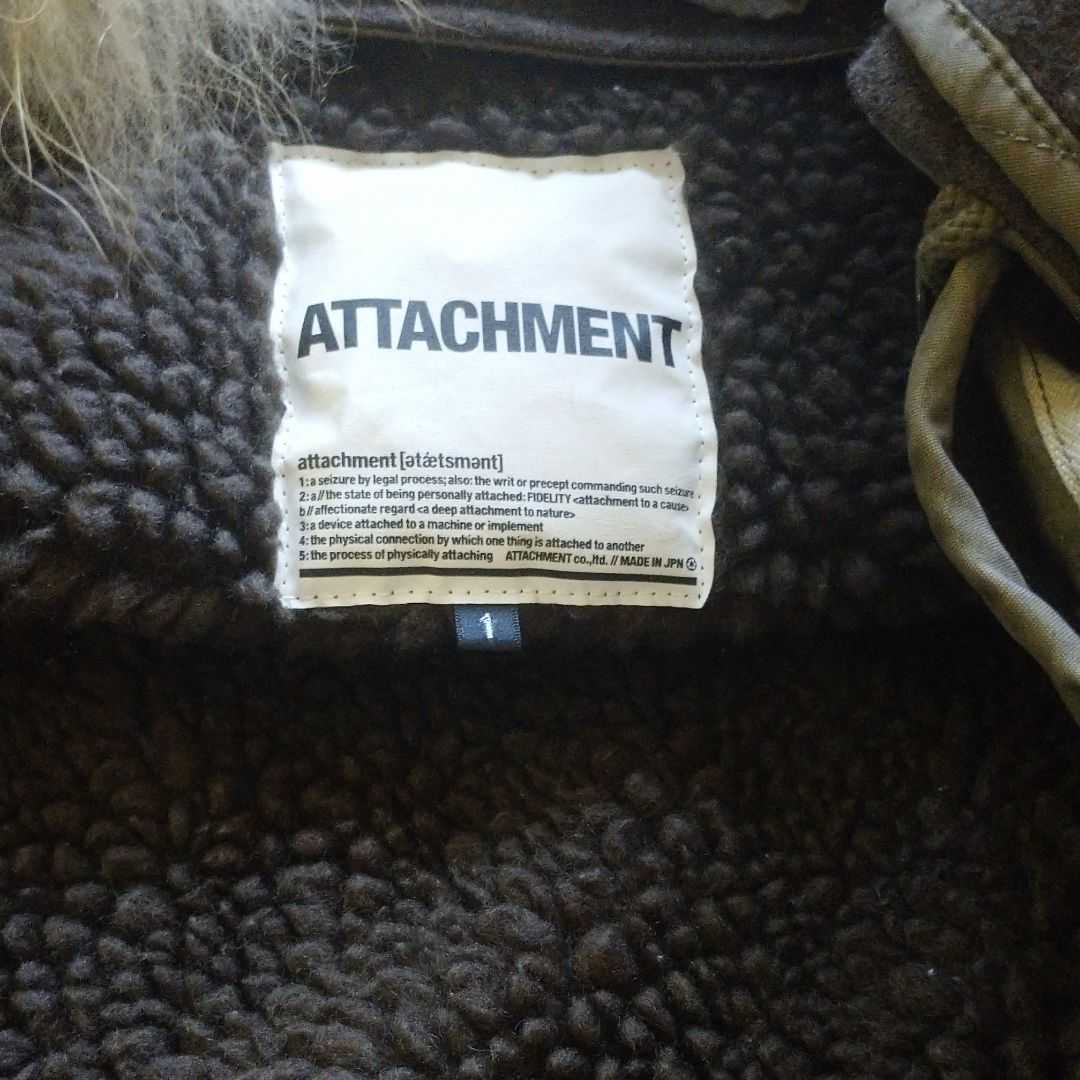 ATTACHMENT
attachment [ətǽtsmənt]
1:a seizure by legal process; also: the writ or precept commanding such seizure.
2:a//the state of being personally attached: FIDELITY <attachment to a cause>
b//affectionate regard <a deep attachment to nature>
3:a device attached to a machine or implement
4:the physical connection by which one thing is attached to another
5:the process of physically attaching ATTACHMENT co.,ltd. // MADE IN JPN
1